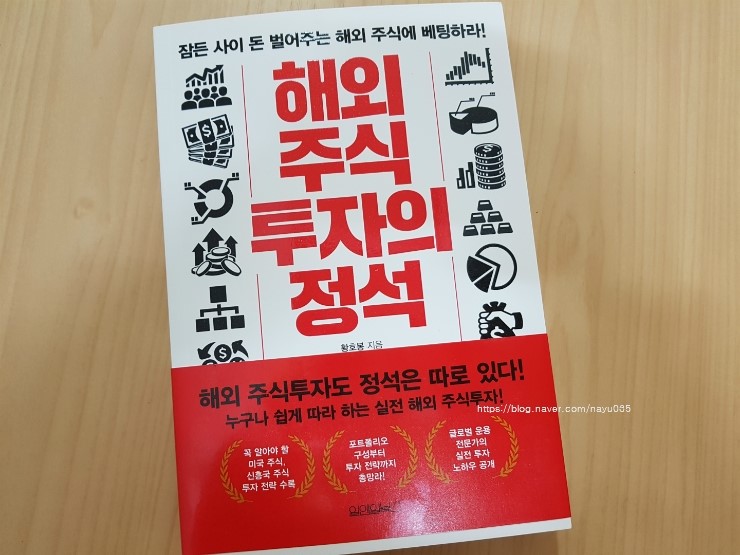 잠든 사이 돈 벌어주는 해외 주식에 베팅하라!
해외
주식
투자의
정석
황호봉 지음
해외 주식투자도 정석은 따로 있다!
누구나 쉽게 따라 하는 실전 해외 주식투자!
https://blog.naver.com/nayu035
꼭 알아야 할
미국 주식,
신흥국 주식
투자 전략 수록
포트폴리오
구성부터
투자 전략까지
총망라!
글로벌 운용
전문가의
실전 투자
노하우 공개